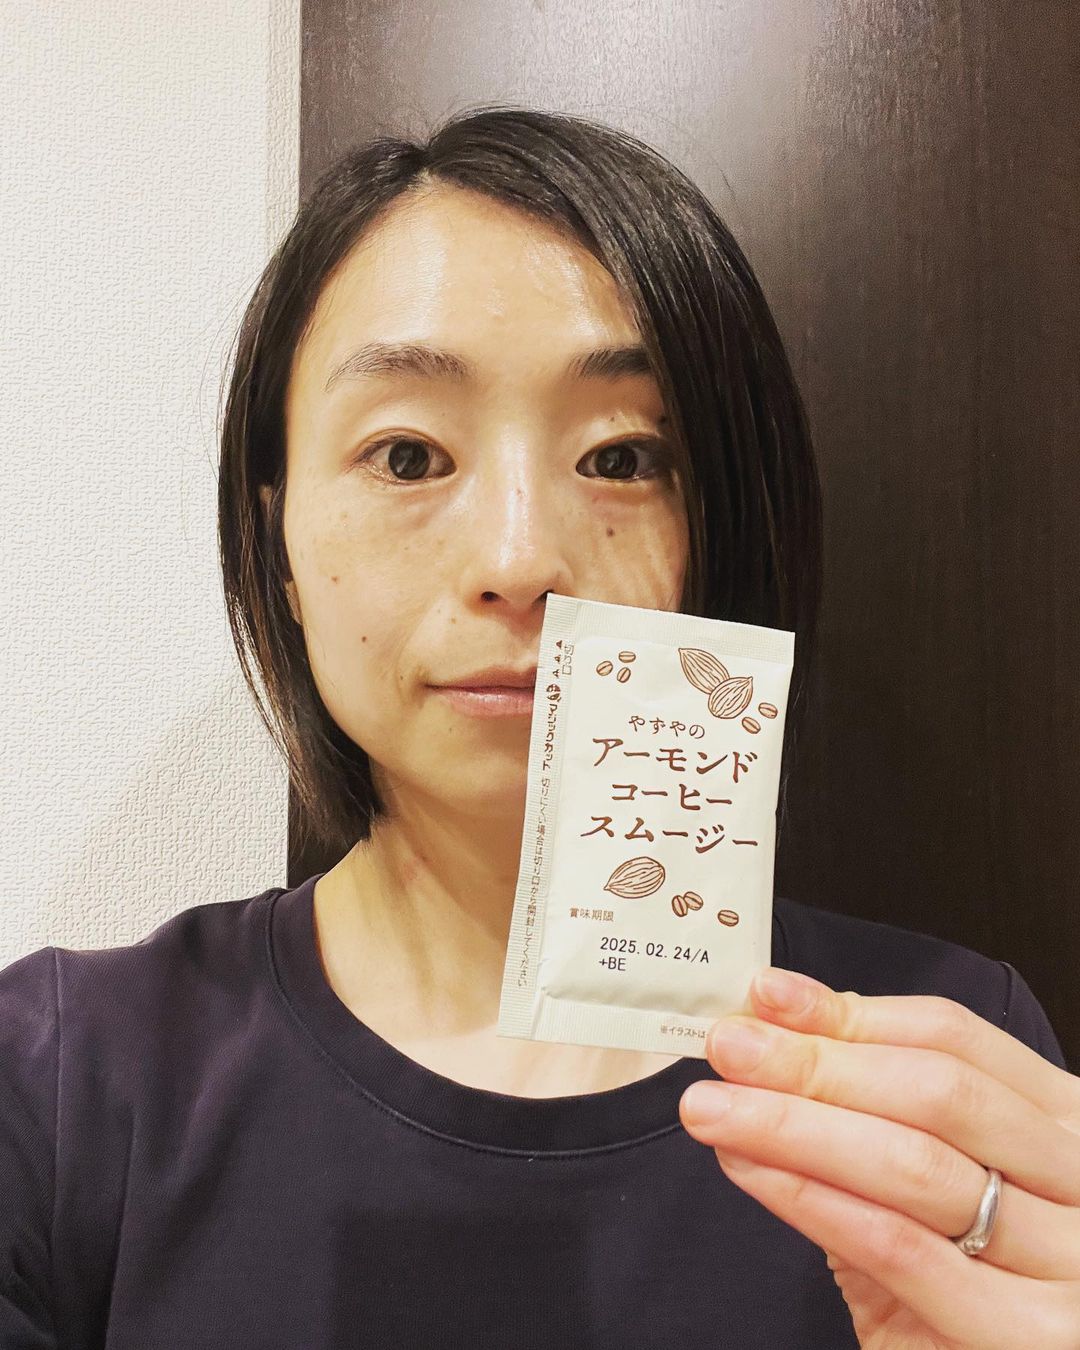 やずやの
アーモンド
コーヒー
スムージー
賞味期限
2025. 02. 24/A
+BE
※イラストは
切り口
マジックカット 切りにくい場合は切り口から開封してください